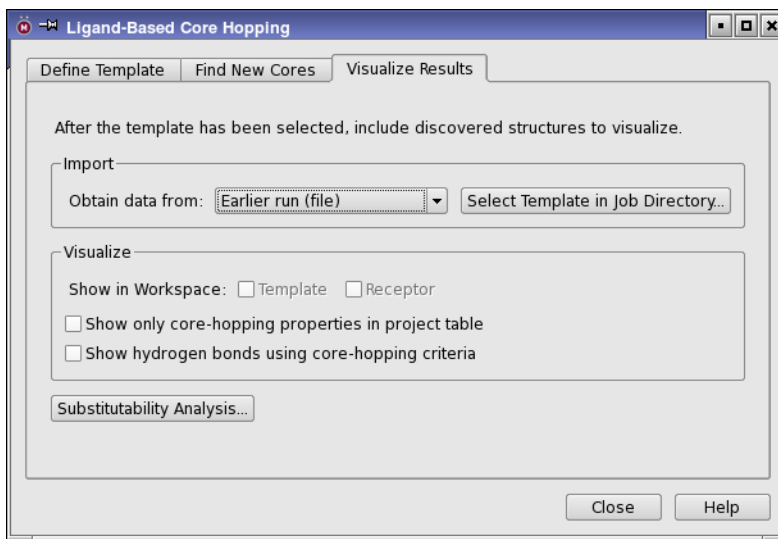 Ligand-Based Core Hopping
Define Template Find New Cores Visualize Results
After the template has been selected, include discovered structures to visualize.
Import
Obtain data from: Earlier run (file) Select Template in Job Directory...
Visualize
Show in Workspace: Template Receptor
Show only core-hopping properties in project table
Show hydrogen bonds using core-hopping criteria
Substitutability Analysis...
Close Help